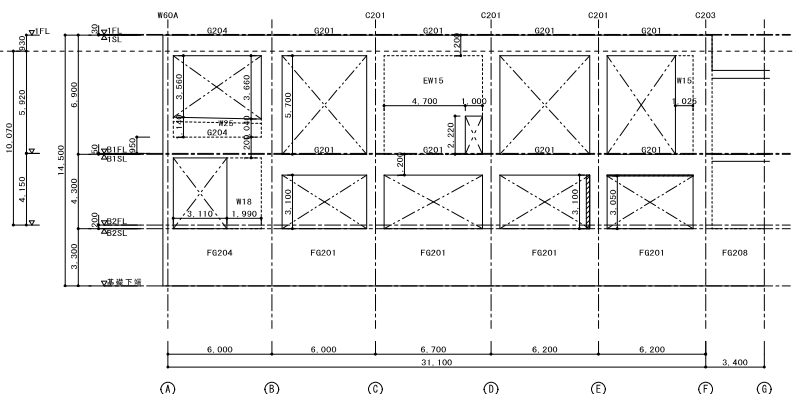 W60A C201 C201 C201 C203
1FL 30 1FL G204 G201 G201 G201 G201
1SL
930
200
3,560 3,660 EW15 W15
5,920 6,900 5,700 4,700 1,000 1,025
10,070
W25
140 040 2,220
G204
950 200
14,500
50 B1FL G201 G201 G201 G201
B1SL
200
4,150 4,300 3,100 3,100 3,050
W18
3,110 1,990
200 B2FL
B2SL
3,300 FG204 FG201 FG201 FG201 FG201 FG208
基礎下端
6,000 6,000 6,700 6,200 6,200
31,100 3,400
A B C D E F G